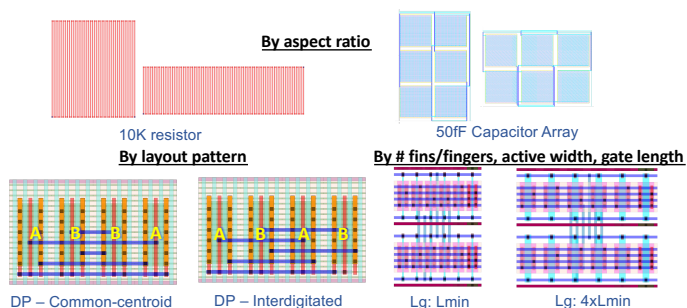 By aspect ratio
10K resistor
50fF Capacitor Array
By layout pattern
By # fins/fingers, active width, gate length
A B B A
A B A B
DP – Common-centroid
DP – Interdigitated
Lg: Lmin
Lg: 4xLmin